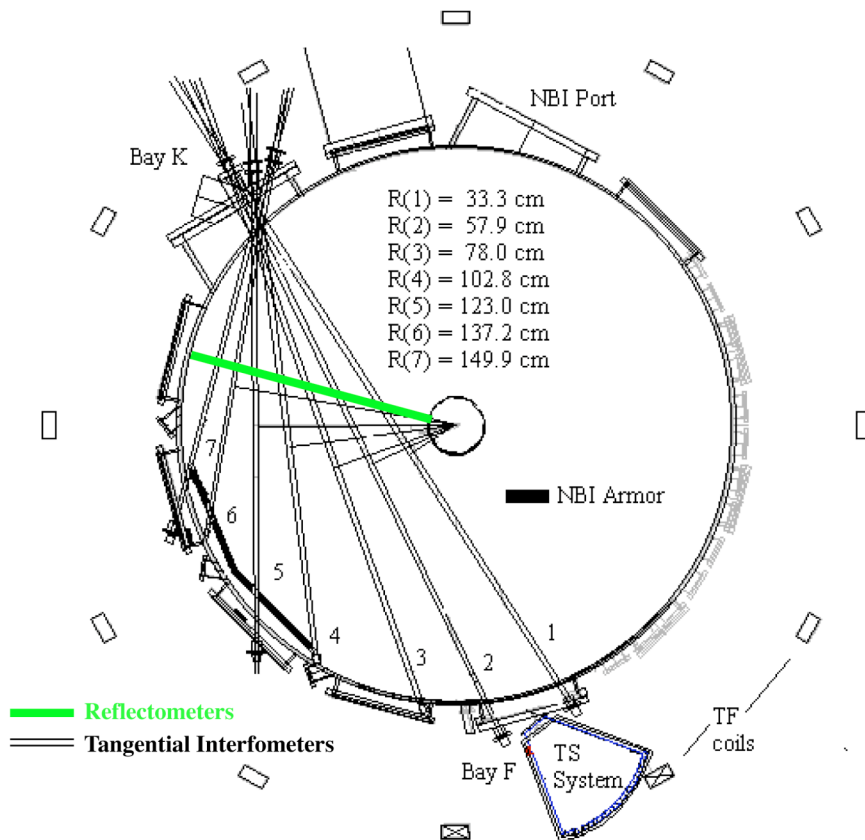 NBI Port
Bay K
R(1) = 33.3 cm
R(2) = 57.9 cm
R(3) = 78.0 cm
R(4) = 102.8 cm
R(5) = 123.0 cm
R(6) = 137.2 cm
R(7) = 149.9 cm
7
NBI Armor
6
5
4
3
2
1
Reflectometers
Tangential Interfometers
Bay F
TS
System
TF
coils